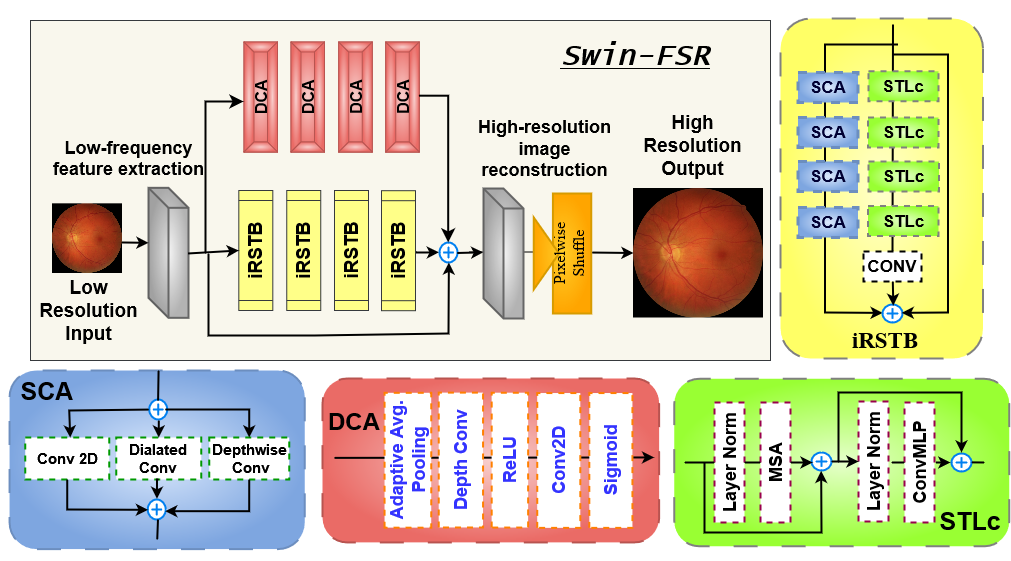 Swin-FSR
DCA
DCA
DCA
DCA
Low-frequency
feature extraction
High-resolution
image
reconstruction
High
Resolution
Output
Low
Resolution
Input
iRSTB
iRSTB
iRSTB
iRSTB
Pixelwise
Shuffle
SCA
STLc
SCA
STLc
SCA
STLc
SCA
STLc
CONV
iRSTB
SCA
Conv 2D
Dialated
Conv
Depthwise
Conv
DCA
Adaptive Avg.
Pooling
Depth Conv
ReLU
Conv2D
Sigmoid
Layer Norm
MSA
Layer Norm
ConvMLP
STLc